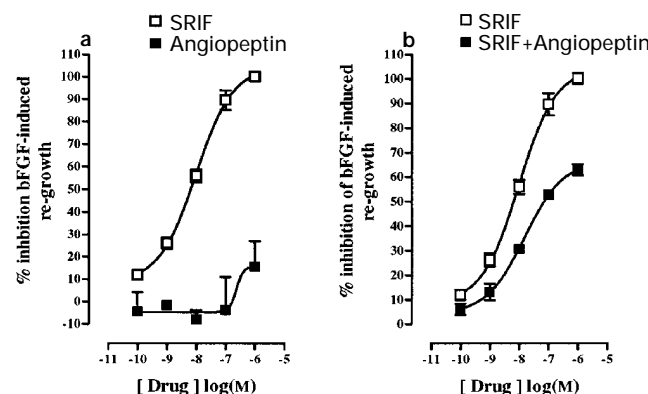 a
SRIF
Angiopeptin
% inhbition bFGF-induced
re-growth
110
100
90
80
70
60
50
40
30
20
10
0
-10
-11 -10 -9 -8 -7 -6 -5
[ Drug ] log(M)
b
SRIF
SRIF+Angiopeptin
% inhibition of bFGF-induced
re-growth
110
100
90
80
70
60
50
40
30
20
10
0
-11 -10 -9 -8 -7 -6 -5
[ Drug ] log(M)